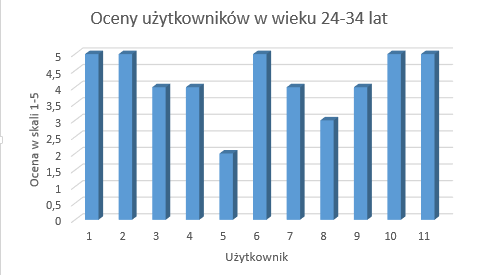 Oceny użytkowników w wieku 24-34 lat
Ocena w skali 1-5
5
4,5
4
3,5
3
2,5
2
1,5
1
0,5
0
1 2 3 4 5 6 7 8 9 10 11
Użytkownik